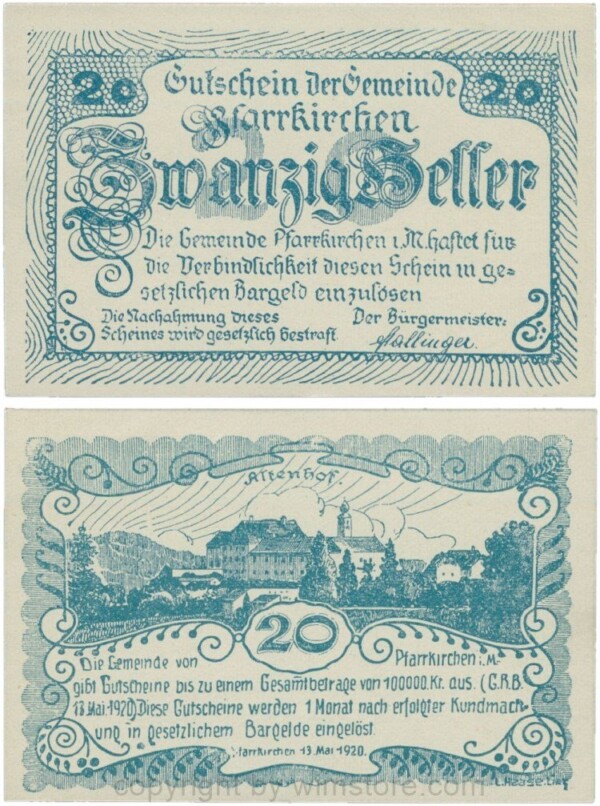 20 Gutschein der Gemeinde 20
Pfarrkirchen
Zwanzig Heller
Die Gemeinde Pfarrkirchen i.M. haftet für
die Verbindlichkeit diesen Schein in ge=
setzlichen Bargeld einzulösen
Die Nachahmung dieses Der Bürgermeister:
Scheines wird gesetzlich bestraft Hallinger.
Altenhof.
20
Die Gemeinde von Pfarrkirchen i.M.
gibt Gutscheine bis zu einem Gesamtbetrage von 100000.Kr. aus. (G.R.B.
13.Mai.1920) Diese Gutscheine werden 1 Monat nach erfolgter Kundmach-
ung in gesetzlichem Bargelde eingelöst.
Pfarrkirchen 13. Mai 1920.
copyright by wimstore.com